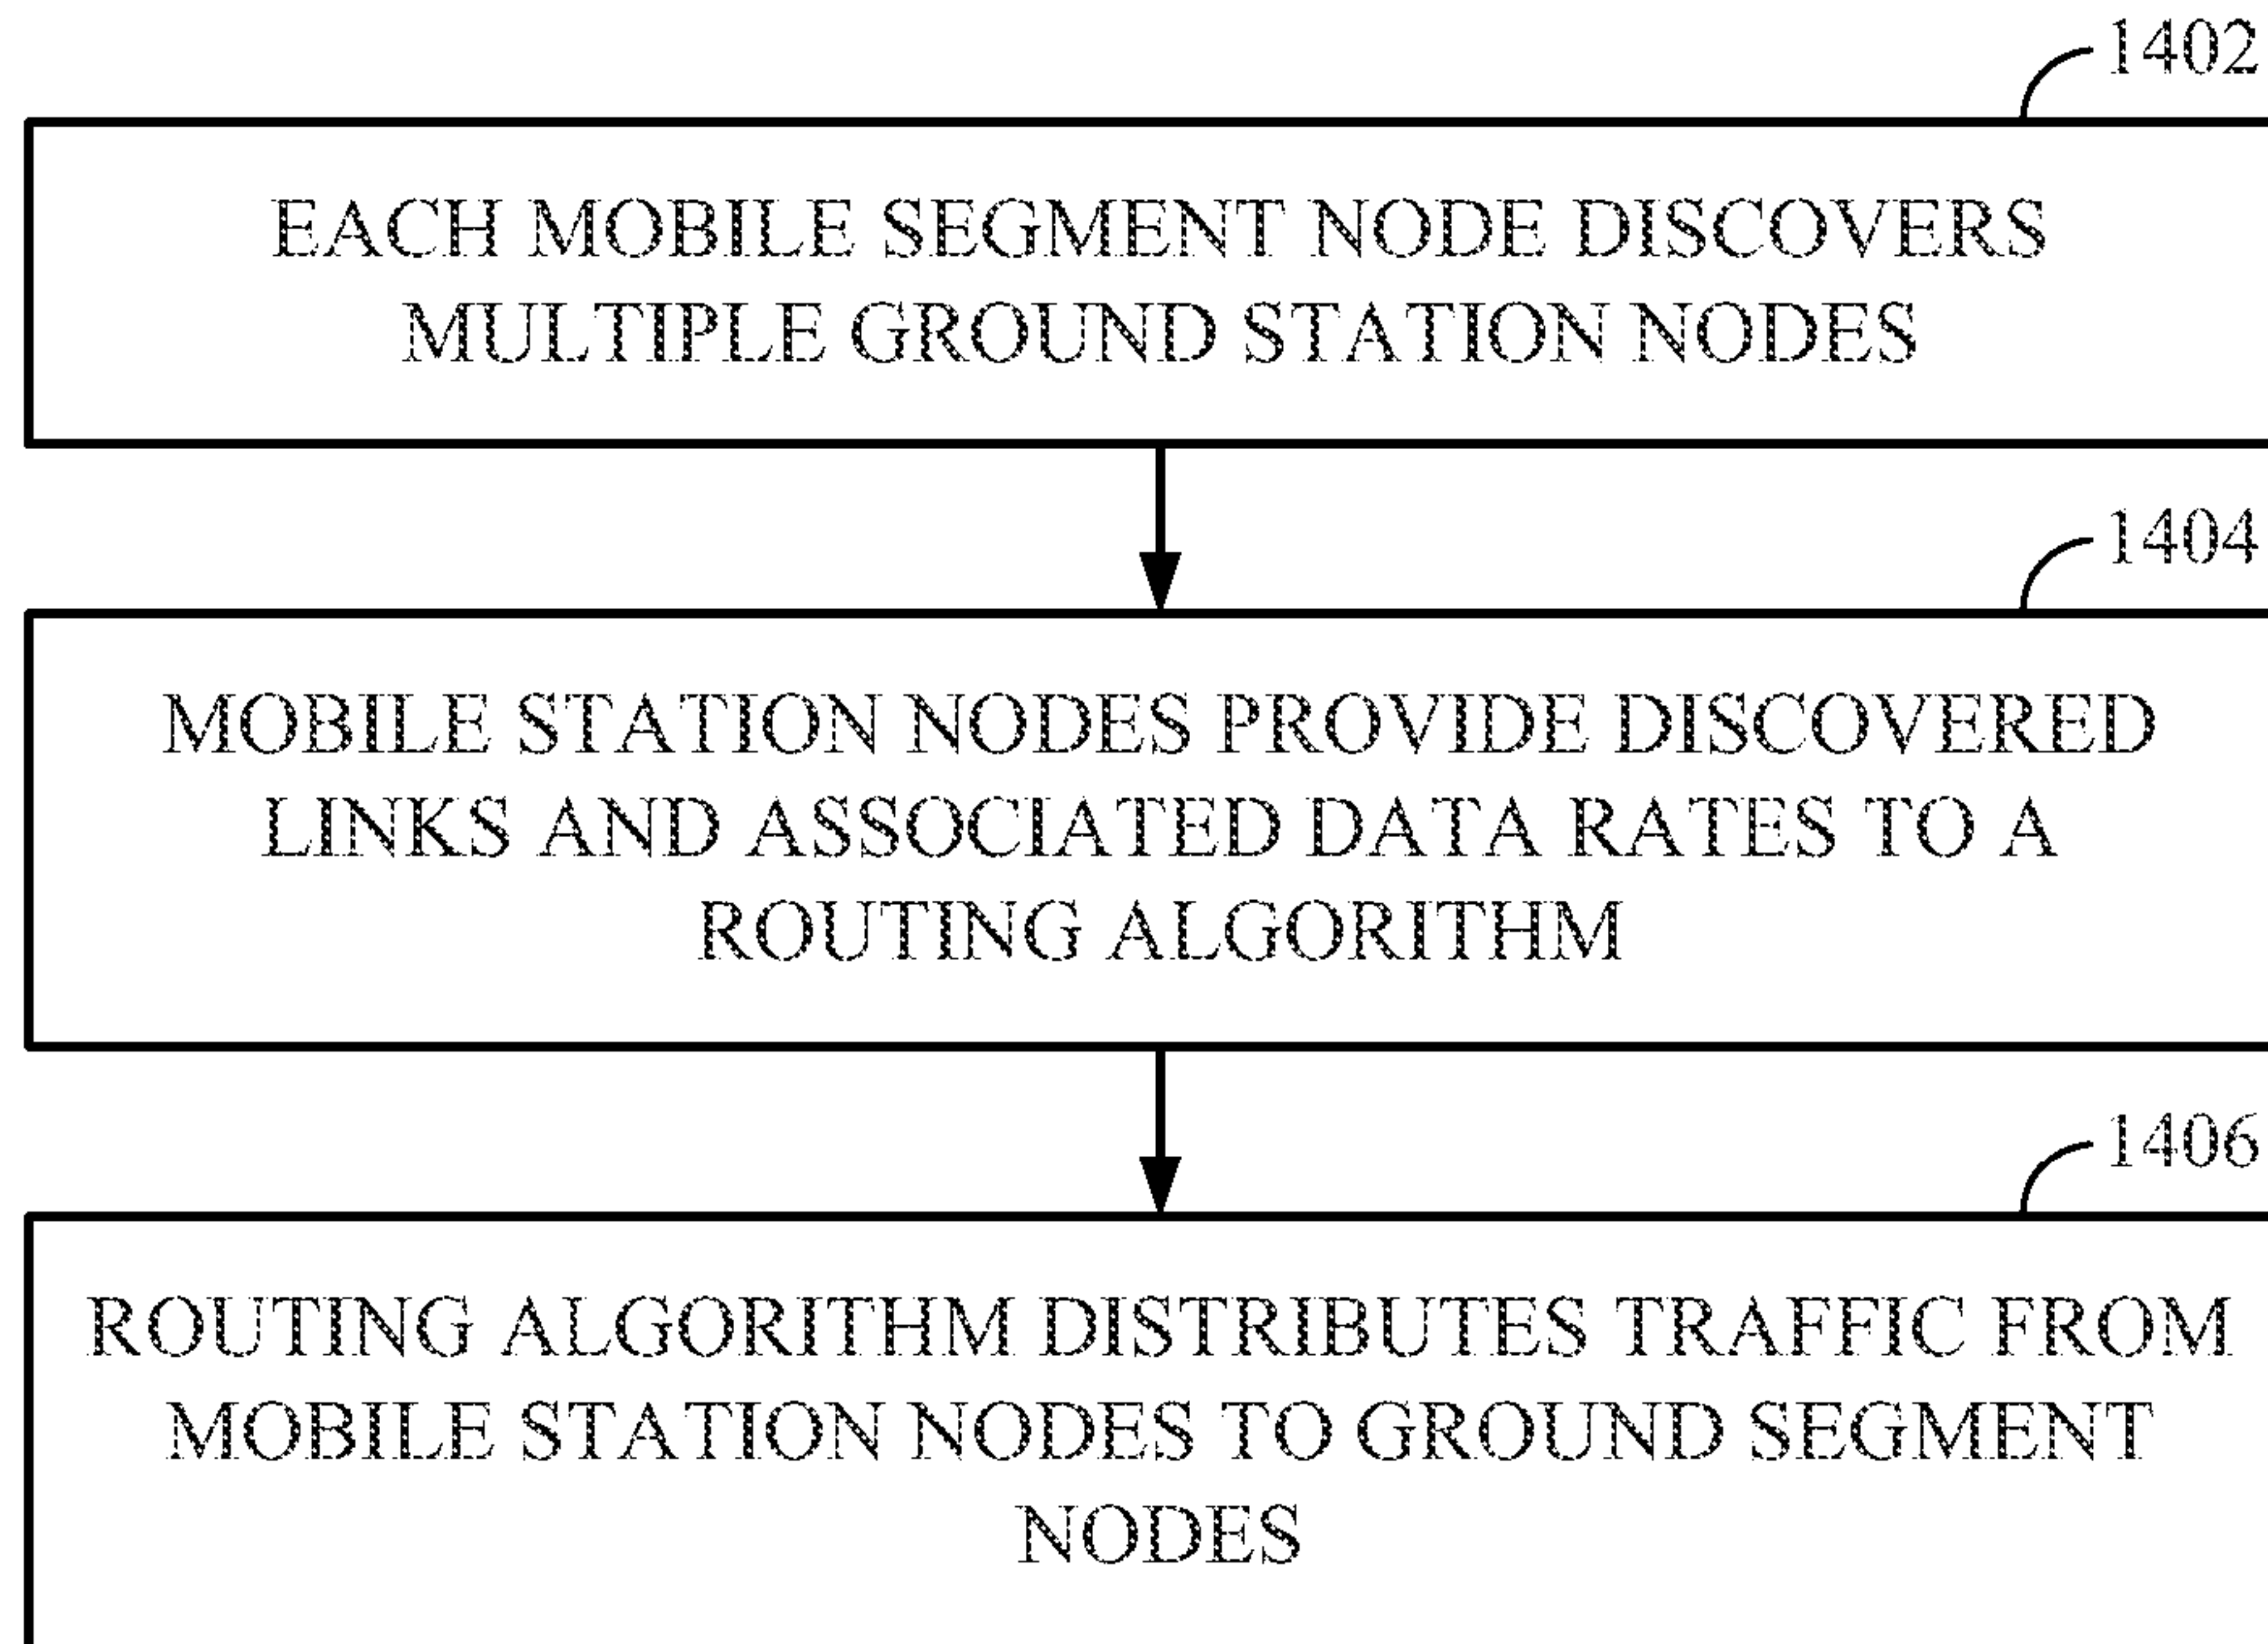 1402
EACH MOBILE SEGMENT NODE DISCOVERS
MULTIPLE GROUND STATION NODES
1404
MOBILE STATION NODES PROVIDE DISCOVERED
LINKS AND ASSOCIATED DATA RATES TO A
ROUTING ALGORITHM
1406
ROUTING ALGORITHM DISTRIBUTES TRAFFIC FROM
MOBILE STATION NODES TO GROUND SEGMENT
NODES